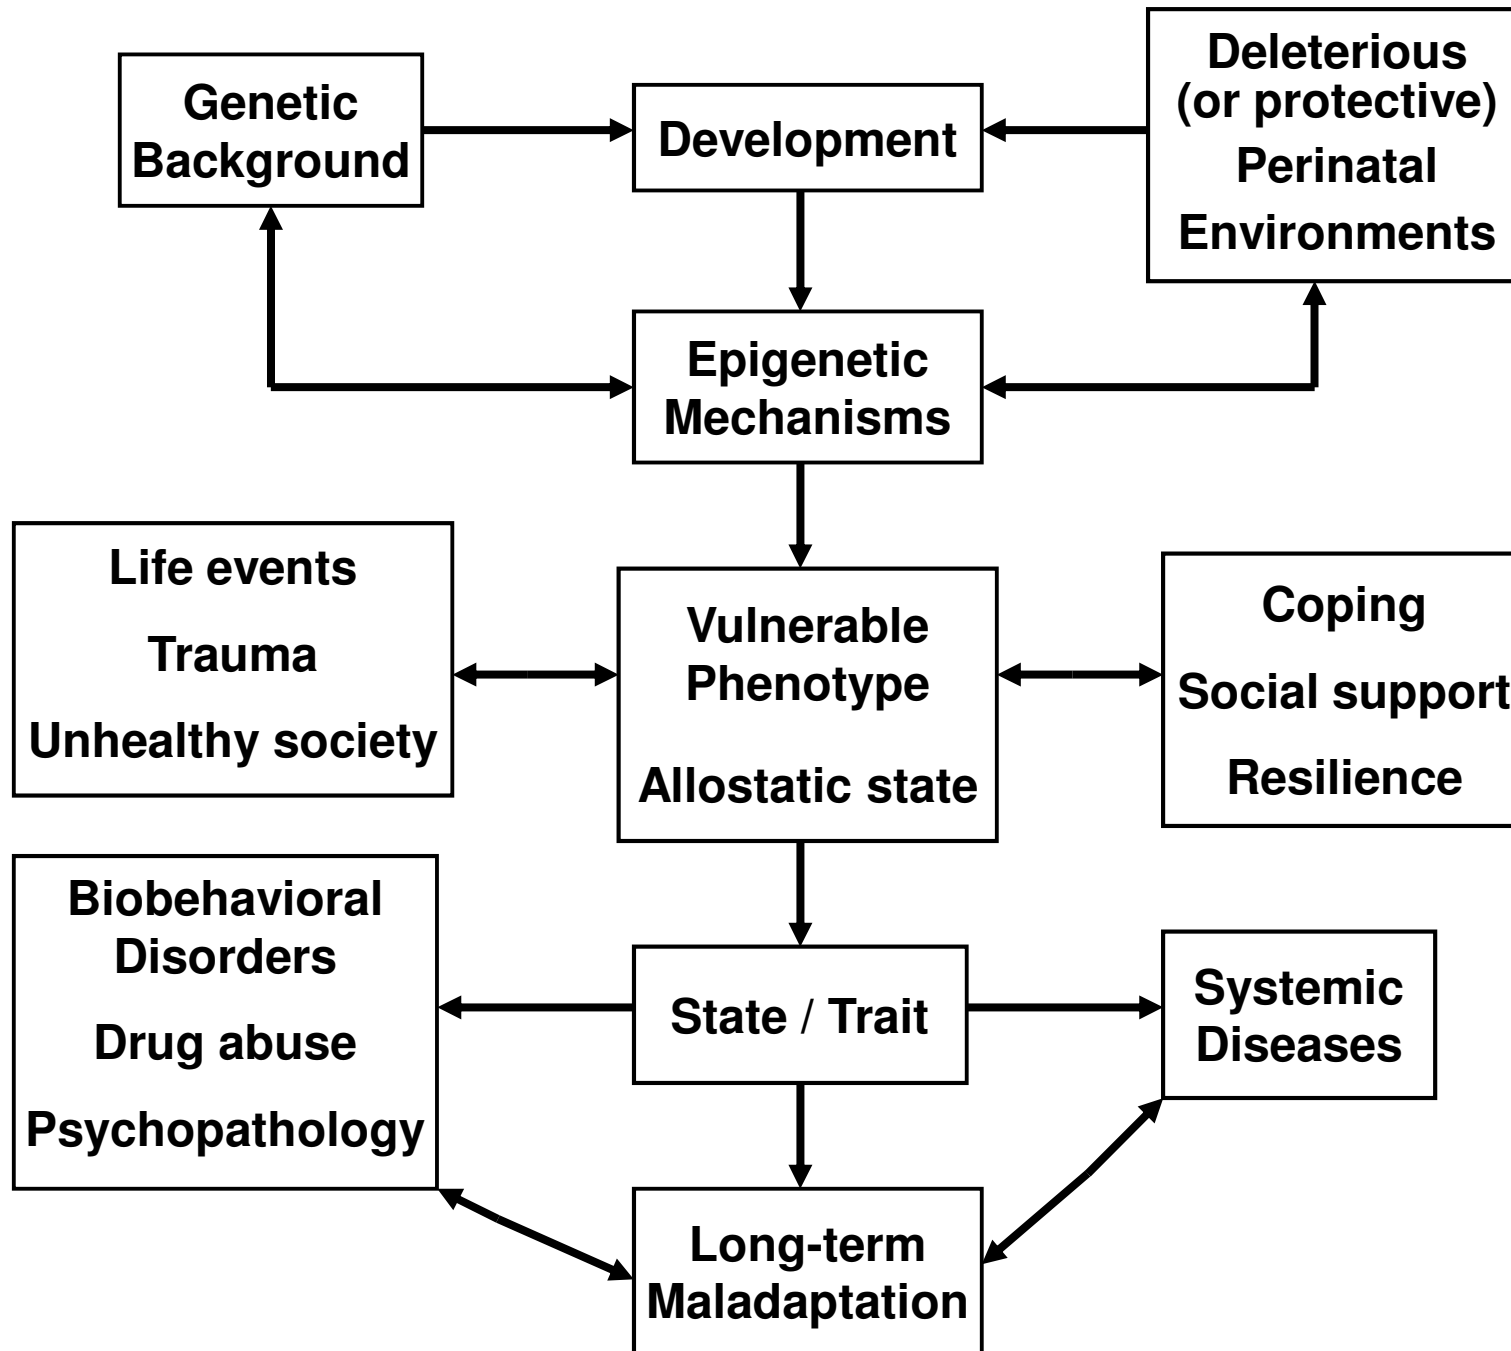 Genetic
Background
Development
Deleterious
(or protective)
Perinatal
Environments
Epigenetic
Mechanisms
Life events
Trauma
Unhealthy society
Vulnerable
Phenotype
Allostatic state
Coping
Social support
Resilience
Biobehavioral
Disorders
Drug abuse
Psychopathology
State / Trait
Systemic
Diseases
Long-term
Maladaptation